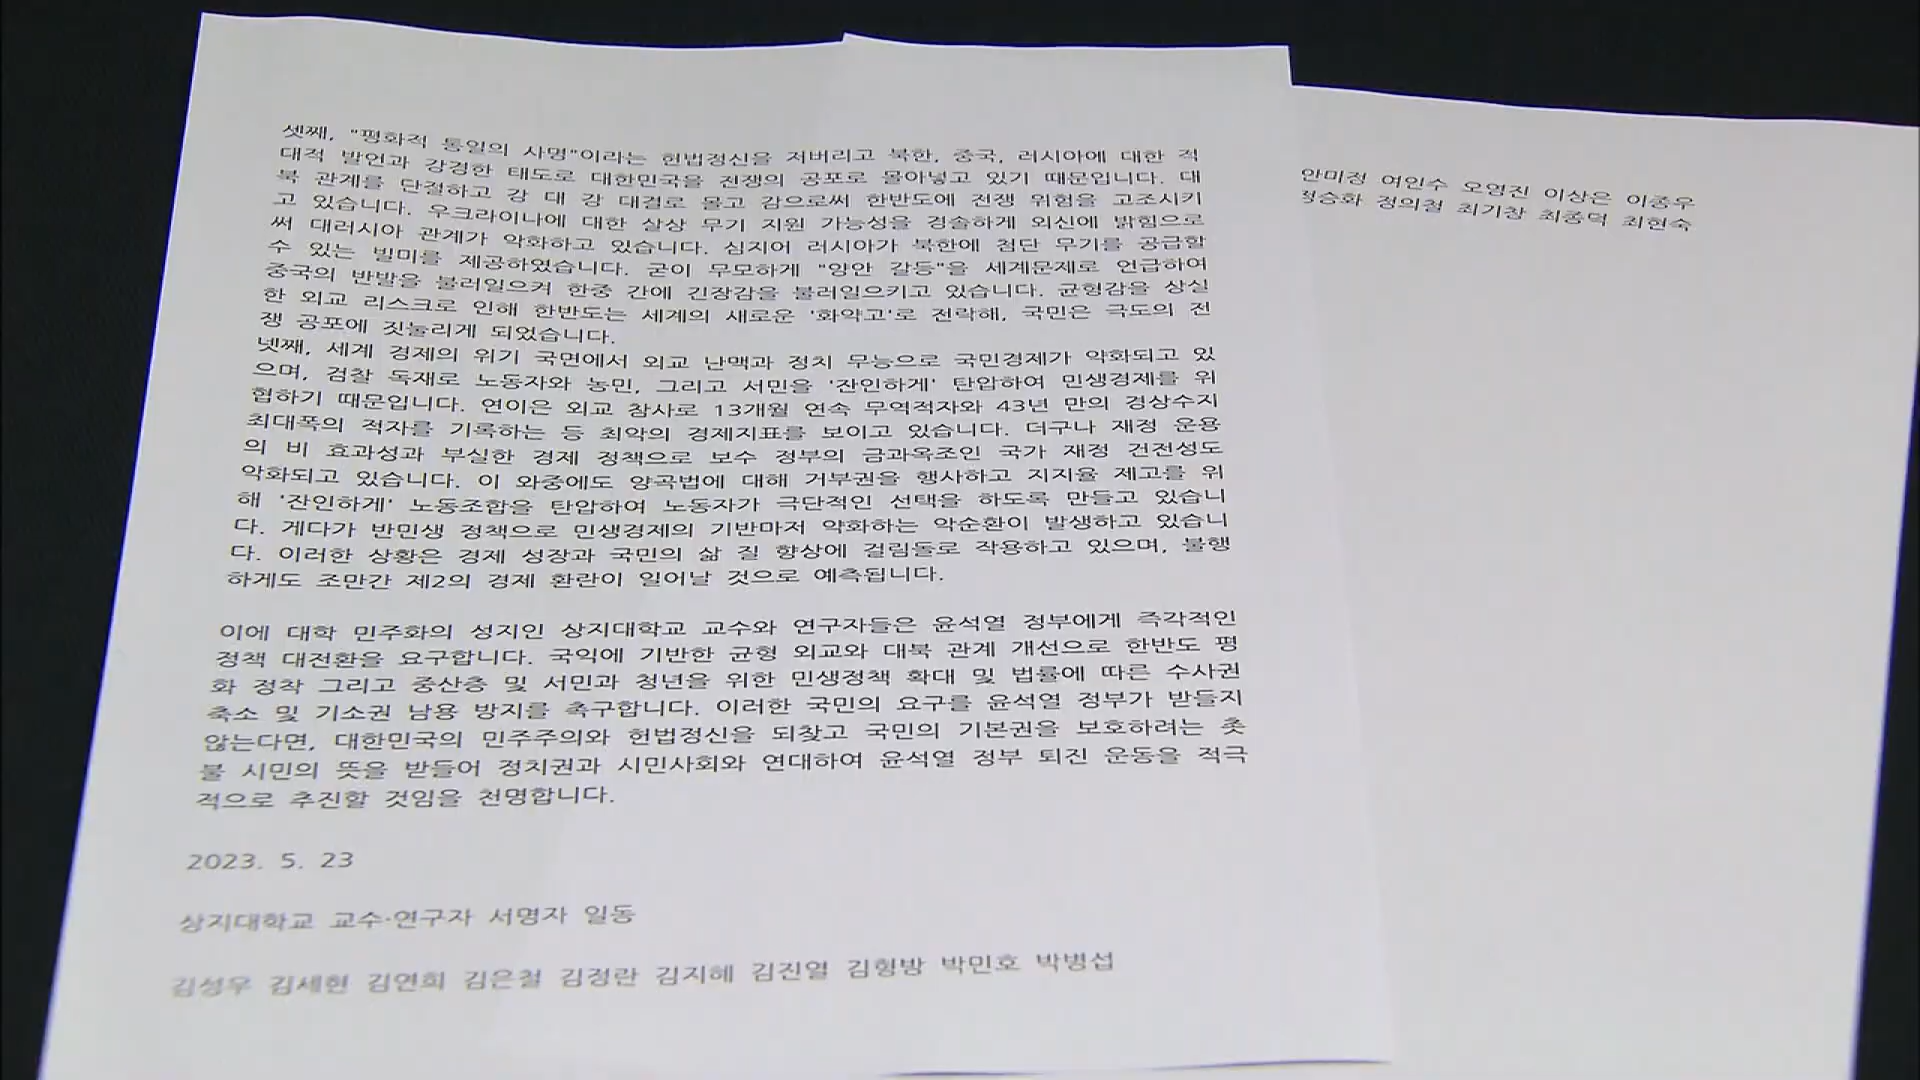 셋째, "평화적 통일의 사명"이라는 헌법정신을 저버리고 북한, 중국, 러시아에 대한 적
대적 발언과 강경한 태도로 대한민국을 전쟁의 공포로 몰아넣고 있기 때문입니다. 대
북 관계를 단절하고 강 대 강 대결로 몰고 감으로써 한반도에 전쟁 위험을 고조시키
고 있습니다. 우크라이나에 대한 살상 무기 지원 가능성을 경솔하게 외신에 밝힘으로
써 대러시아 관계가 악화하고 있습니다. 심지어 러시아가 북한에 첨단 무기를 공급할
수 있는 빌미를 제공하였습니다. 굳이 무모하게 "양안 갈등"을 세계문제로 언급하여
중국의 반발을 불러일으켜 한중 간에 긴장감을 불러일으키고 있습니다. 균형감을 상실
한 외교 리스크로 인해 한반도는 세계의 새로운 '화약고'로 전락해, 국민은 극도의 전
쟁 공포에 짓눌리게 되었습니다.
넷째, 세계 경제의 위기 국면에서 외교 난맥과 정치 무능으로 국민경제가 악화되고 있
으며, 검찰 독재로 노동자와 농민, 그리고 서민을 '잔인하게' 탄압하여 민생경제를 위
협하기 때문입니다. 연이은 외교 참사로 13개월 연속 무역적자와 43년 만의 경상수지
최대폭의 적자를 기록하는 등 최악의 경제지표를 보이고 있습니다. 더구나 재정 운용
의 비 효과성과 부실한 경제 정책으로 보수 정부의 금과옥조인 국가 재정 건전성도
악화되고 있습니다. 이 와중에도 양곡법에 대해 거부권을 행사하고 지지율 제고를 위
해 '잔인하게' 노동조합을 탄압하여 노동자가 극단적인 선택을 하도록 만들고 있습니
다. 게다가 반민생 정책으로 민생경제의 기반마저 악화하는 악순환이 발생하고 있습니
다. 이러한 상황은 경제 성장과 국민의 삶 질 향상에 걸림돌로 작용하고 있으며, 불행
하게도 조만간 제2의 경제 환란이 일어날 것으로 예측됩니다.
이에 대학 민주화의 성지인 상지대학교 교수와 연구자들은 윤석열 정부에게 즉각적인
정책 대전환을 요구합니다. 국익에 기반한 균형 외교와 대북 관계 개선으로 한반도 평
화 정착 그리고 중산층 및 서민과 청년을 위한 민생정책 확대 및 법률에 따른 수사권
축소 및 기소권 남용 방지를 촉구합니다. 이러한 국민의 요구를 윤석열 정부가 받들지
않는다면, 대한민국의 민주주의와 헌법정신을 되찾고 국민의 기본권을 보호하려는 촛
불 시민의 뜻을 받들어 정치권과 시민사회와 연대하여 윤석열 정부 퇴진 운동을 적극
적으로 추진할 것임을 천명합니다.
2023. 5. 23
상지대학교 교수·연구자 서명자 일동
김성우 김세현 김연희 김은철 김정란 김지혜 김진열 김형방 박민호 박병섭
안미정 여인수 오영진 이상은 이종우
정승화 정의철 최기창 최종덕 최현숙